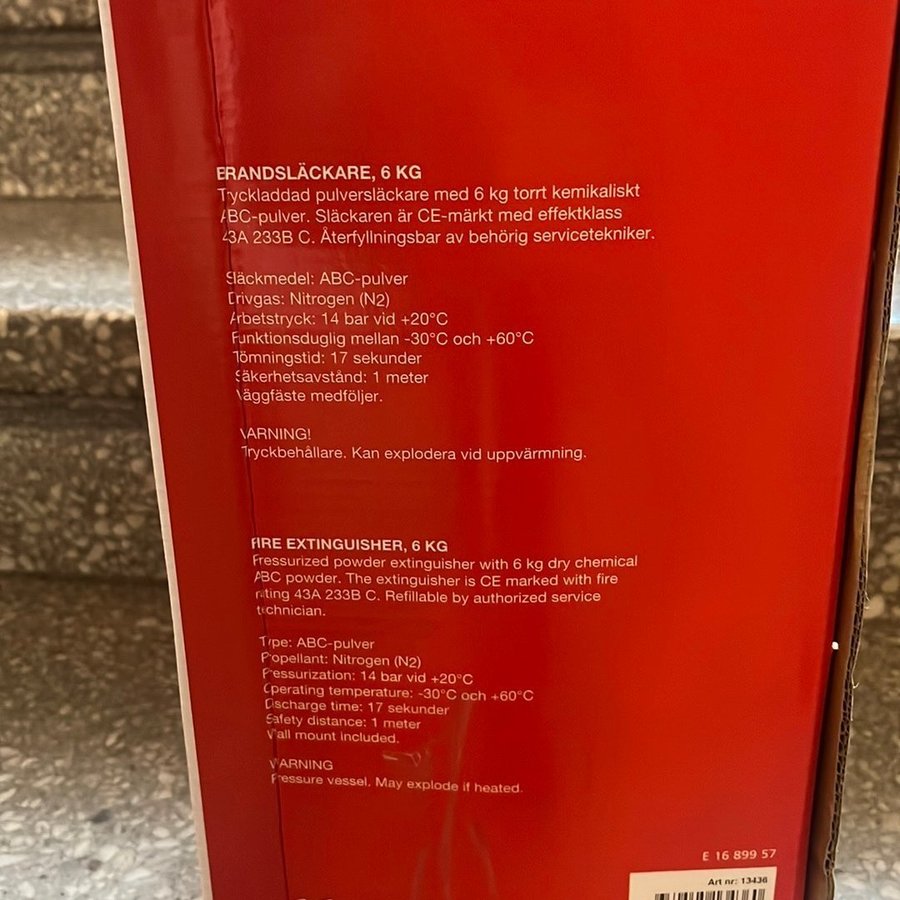 BRANDSLÄCKARE, 6 KG
Tryckladdad pulversläckare med 6 kg torrt kemikaliskt
ABC-pulver. Släckaren är CE-märkt med effektklass
43A 233B C. Återfyllningsbar av behörig servicetekniker.
Släckmedel: ABC-pulver
Drivgas: Nitrogen (N2)
Arbetstryck: 14 bar vid +20°C
Funktionsduglig mellan -30°C och +60°C
Tömningstid: 17 sekunder
Säkerhetsavstånd: 1 meter
Väggfäste medföljer.
VARNING!
Tryckbehållare. Kan explodera vid uppvärmning.
FIRE EXTINGUISHER, 6 KG
Pressurized powder extinguisher with 6 kg dry chemical
ABC powder. The extinguisher is CE marked with fire
rating 43A 233B C. Refillable by authorized service
technician.
Type: ABC-pulver
Propellant: Nitrogen (N2)
Pressurization: 14 bar vid +20°C
Operating temperature: -30°C och +60°C
Discharge time: 17 sekunder
Safety distance: 1 meter
Wall mount included.
WARNING
Pressure vessel. May explode if heated.
E 16 899 57
Art nr: 13436